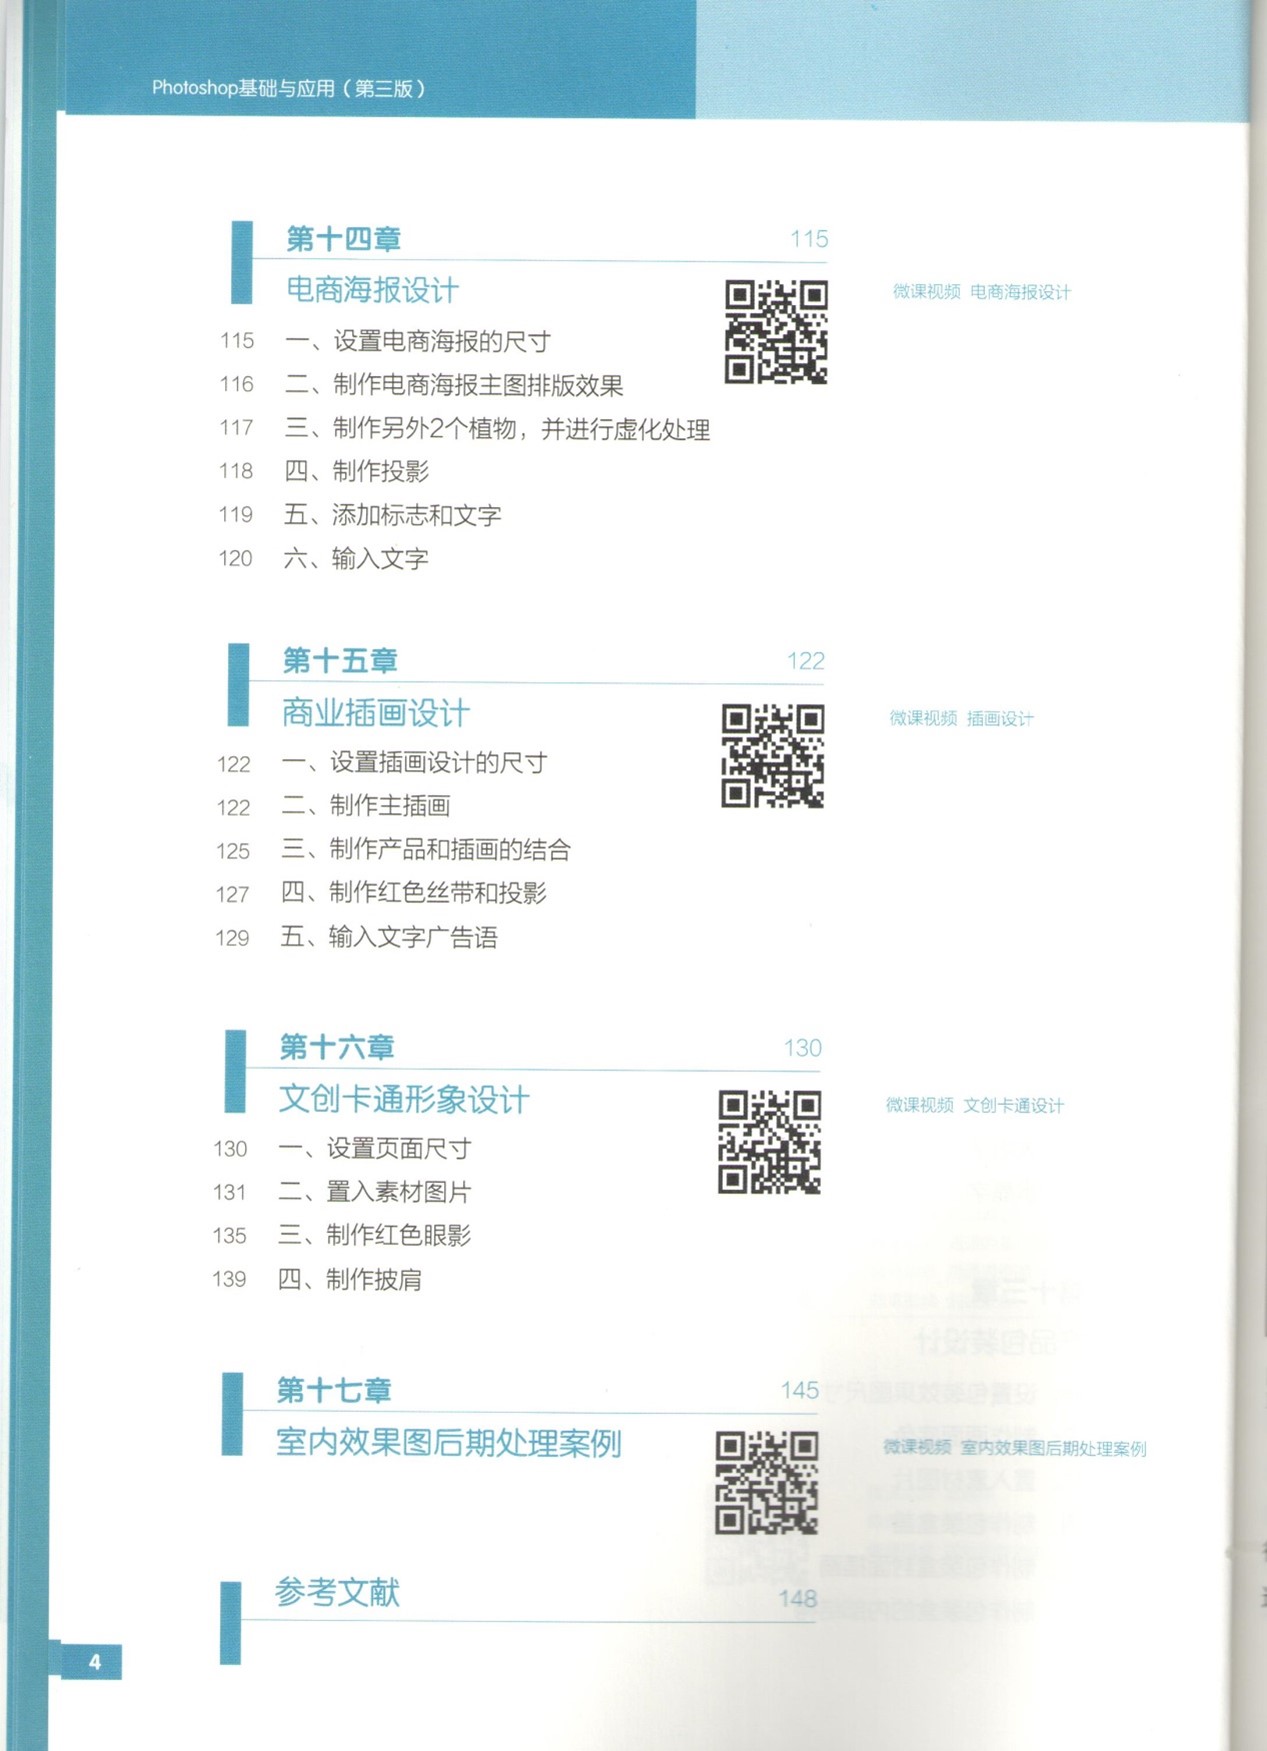 Photoshop基础与应用（第三版）
第十四章 115
电商海报设计
微课视频 电商海报设计
115 一、设置电商海报的尺寸
116 二、制作电商海报主图排版效果
117 三、制作另外2个植物，并进行虚化处理
118 四、制作投影
119 五、添加标志和文字
120 六、输入文字
第十五章 122
商业插画设计
微课视频 插画设计
122 一、设置插画设计的尺寸
122 二、制作主插画
125 三、制作产品和插画的结合
127 四、制作红色丝带和投影
129 五、输入文字广告语
第十六章 130
文创卡通形象设计
微课视频 文创卡通设计
130 一、设置页面尺寸
131 二、置入素材图片
135 三、制作红色眼影
139 四、制作披肩
第十七章 145
室内效果图后期处理案例
微课视频 室内效果图后期处理案例
参考文献 148
4